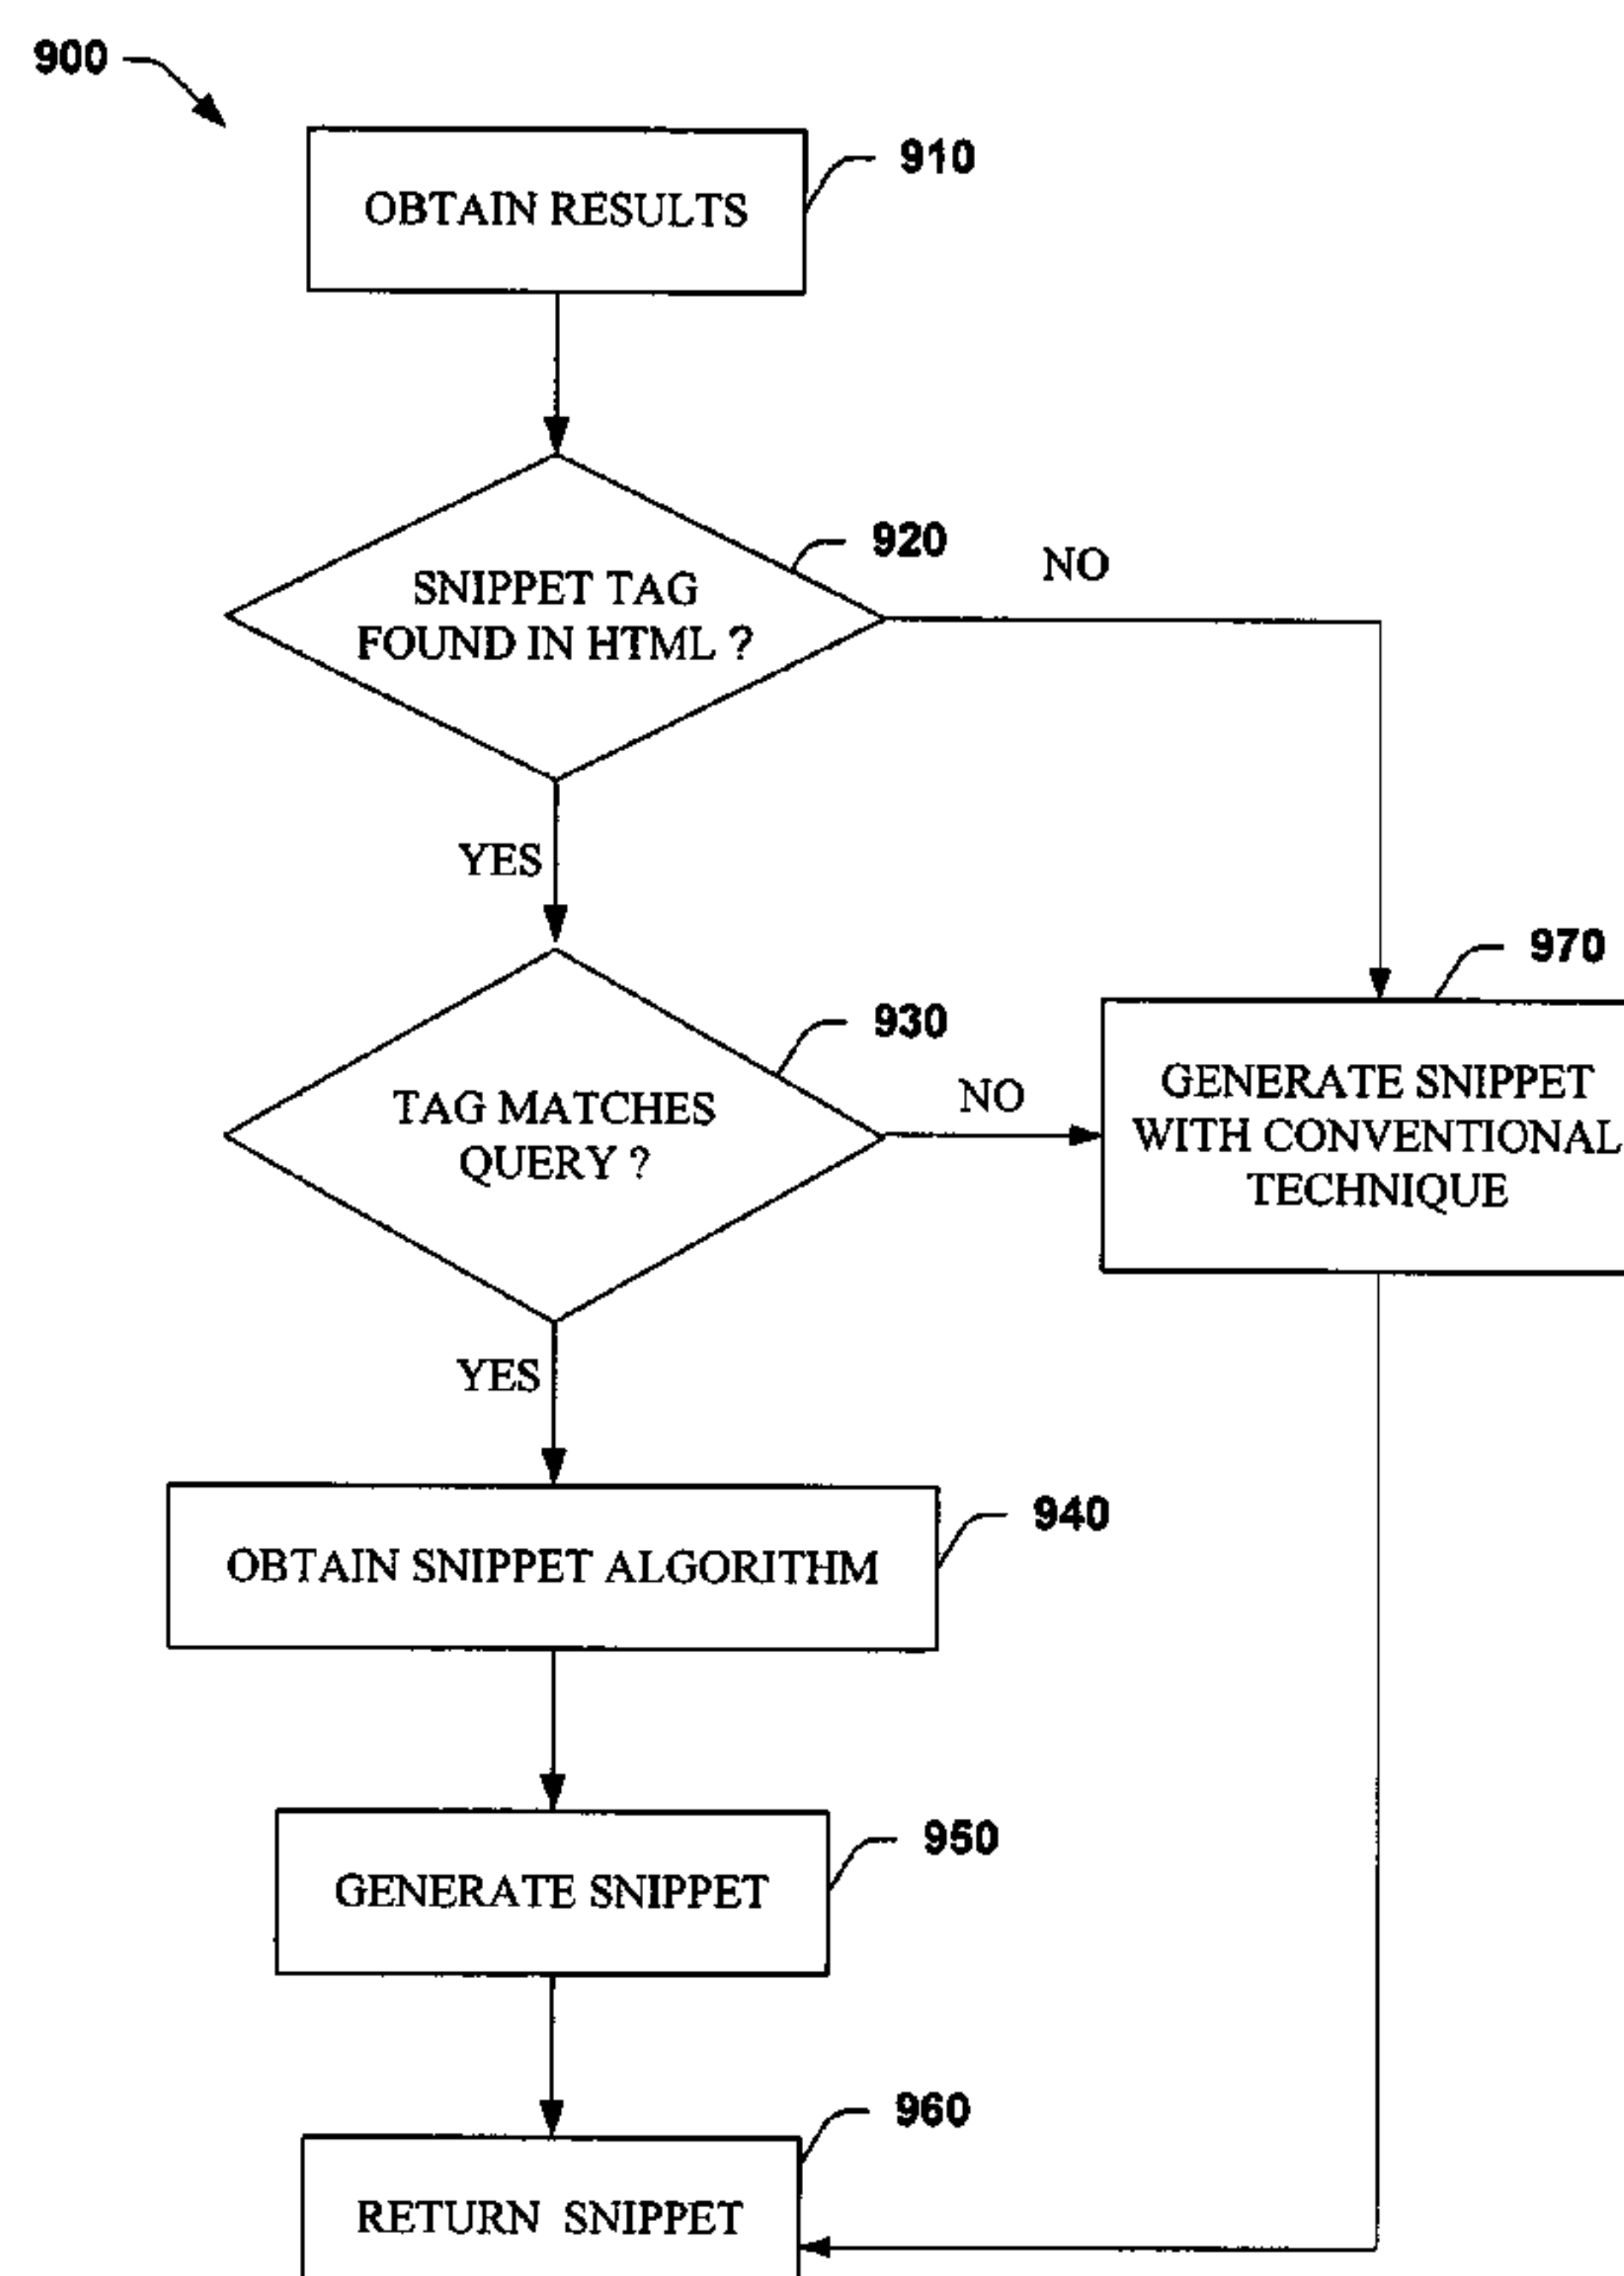 900
910
OBTAIN RESULTS
920
NO
SNIPPET TAG
FOUND IN HTML ?
YES
970
930
NO
TAG MATCHES
QUERY ?
GENERATE SNIPPET
WITH CONVENTIONAL
TECHNIQUE
YES
940
OBTAIN SNIPPET ALGORITHM
950
GENERATE SNIPPET
960
RETURN SNIPPET